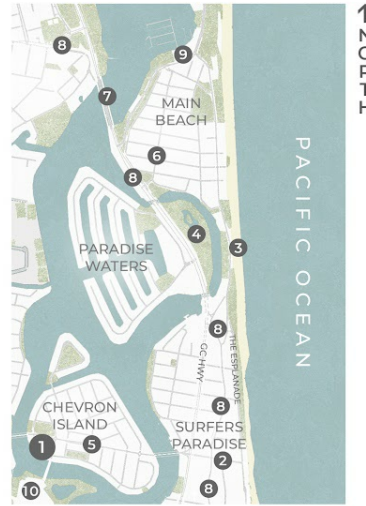 1
NORTH
8
9
7
MAIN
BEACH
6
8
4
3
PARADISE
WATERS
PACIFIC OCEAN
8
GC HWY
THE ESPLANADE
8
CHEVRON
ISLAND
1
5
SURFERS
PARADISE
2
10
8